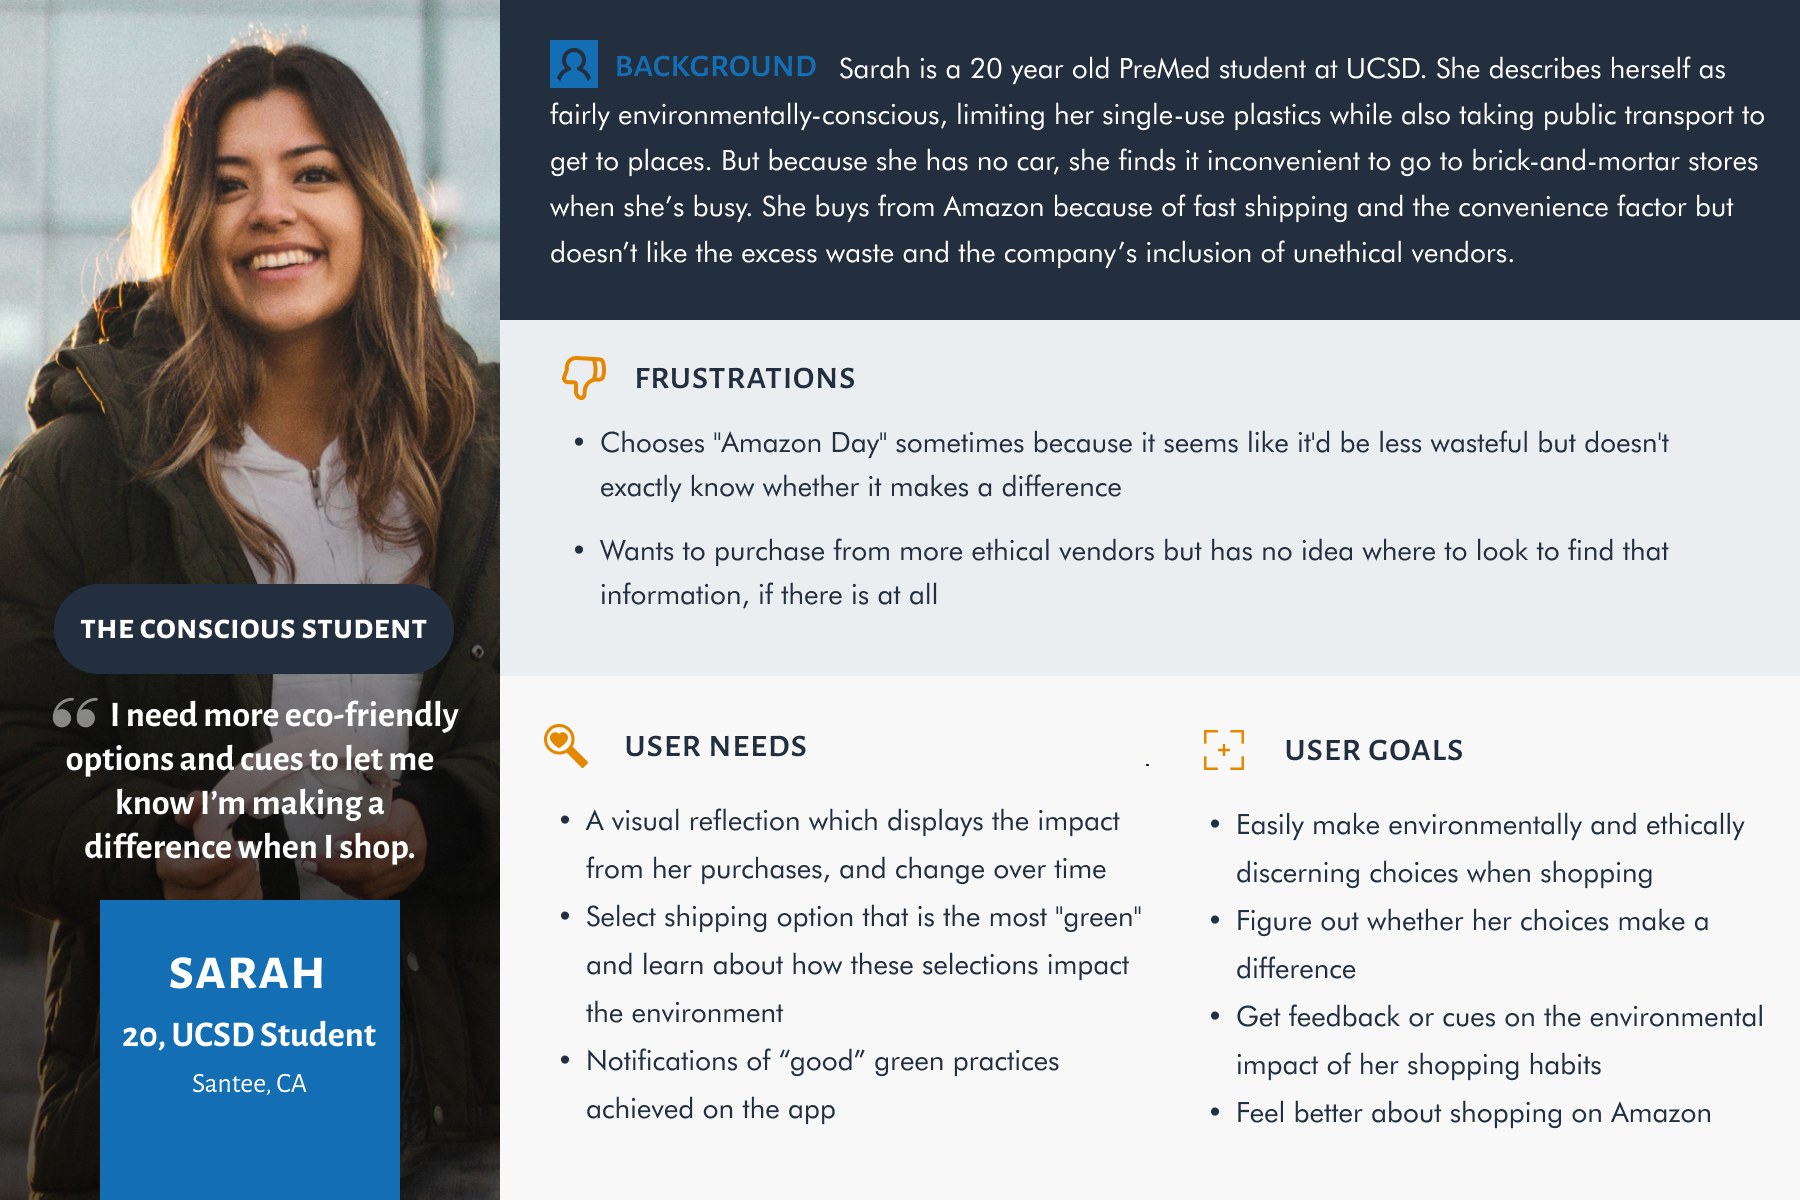 THE CONSCIOUS STUDENT
“ I need more eco-friendly
options and cues to let me
know I’m making a
difference when I shop.
SARAH
20, UCSD Student
Santee, CA
BACKGROUND Sarah is a 20 year old PreMed student at UCSD. She describes herself as
fairly environmentally-conscious, limiting her single-use plastics while also taking public transport to
get to places. But because she has no car, she finds it inconvenient to go to brick-and-mortar stores
when she’s busy. She buys from Amazon because of fast shipping and the convenience factor but
doesn’t like the excess waste and the company’s inclusion of unethical vendors.
FRUSTRATIONS
• Chooses "Amazon Day" sometimes because it seems like it'd be less wasteful but doesn't
exactly know whether it makes a difference
• Wants to purchase from more ethical vendors but has no idea where to look to find that
information, if there is at all
USER NEEDS
• A visual reflection which displays the impact
from her purchases, and change over time
• Select shipping option that is the most "green"
and learn about how these selections impact
the environment
• Notifications of “good” green practices
achieved on the app
.
USER GOALS
• Easily make environmentally and ethically
discerning choices when shopping
• Figure out whether her choices make a
difference
• Get feedback or cues on the environmental
impact of her shopping habits
• Feel better about shopping on Amazon